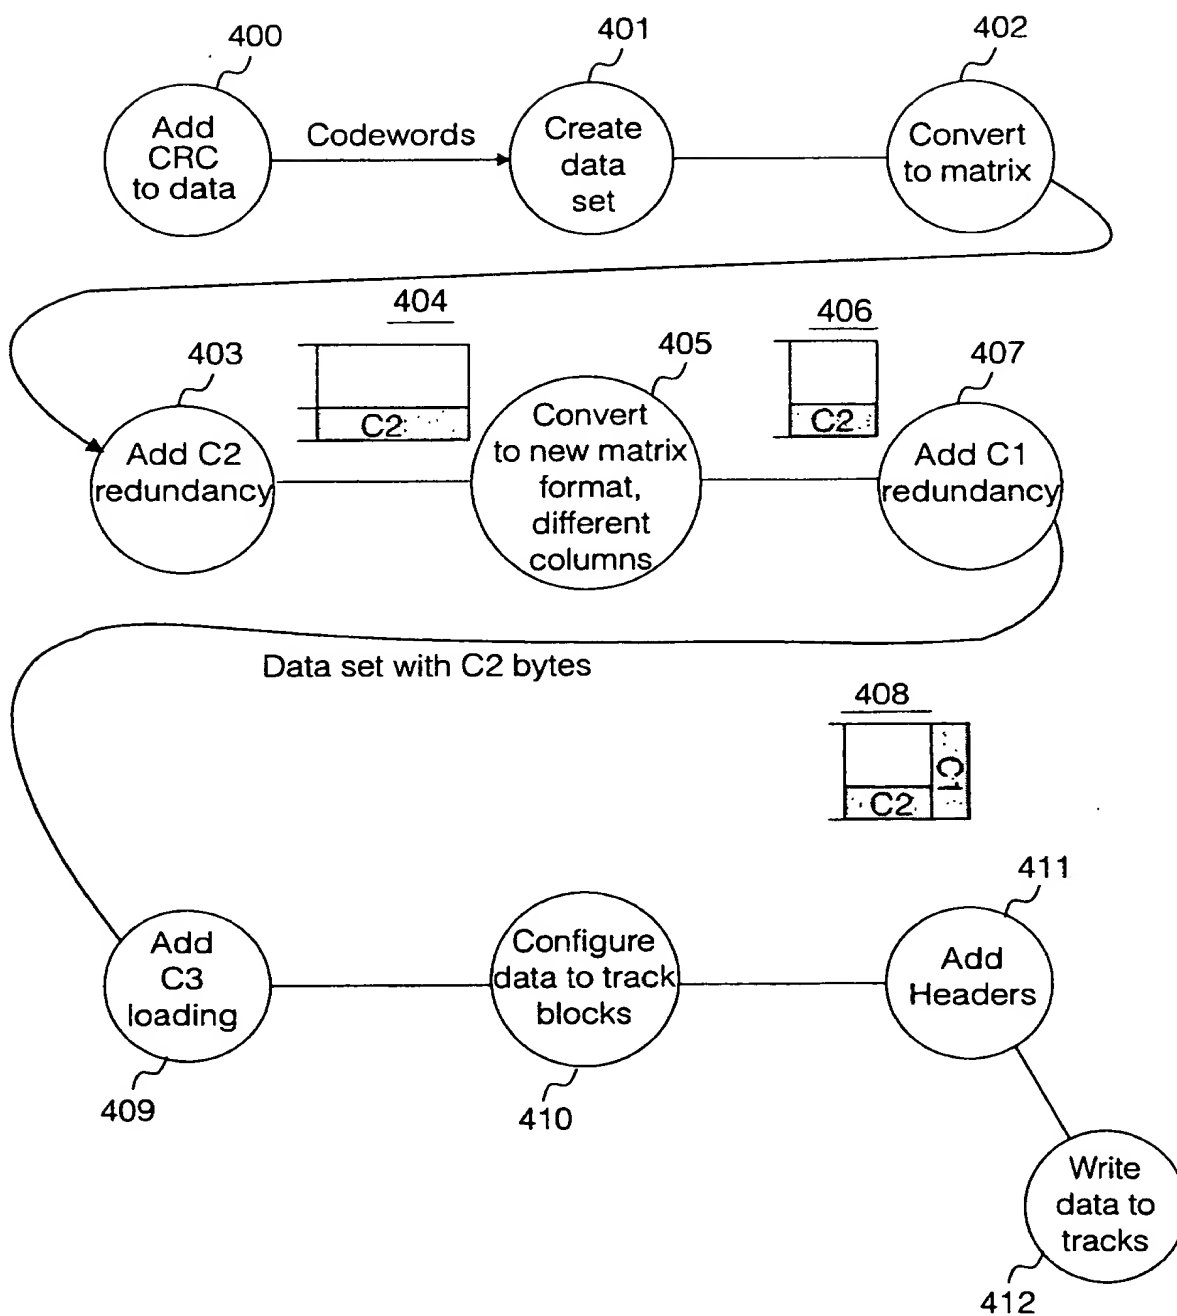 400
401
402
Add
CRC
to data
Codewords
Create
data
set
Convert
to matrix
403
404
405
406
407
Add C2
redundancy
C2
Convert
to new matrix
format,
different
columns
C2
Add C1
redundancy
Data set with C2 bytes
408
C2
C1
Add
C3
loading
409
Configure
data to track
blocks
410
411
Add
Headers
Write
data to
tracks
412